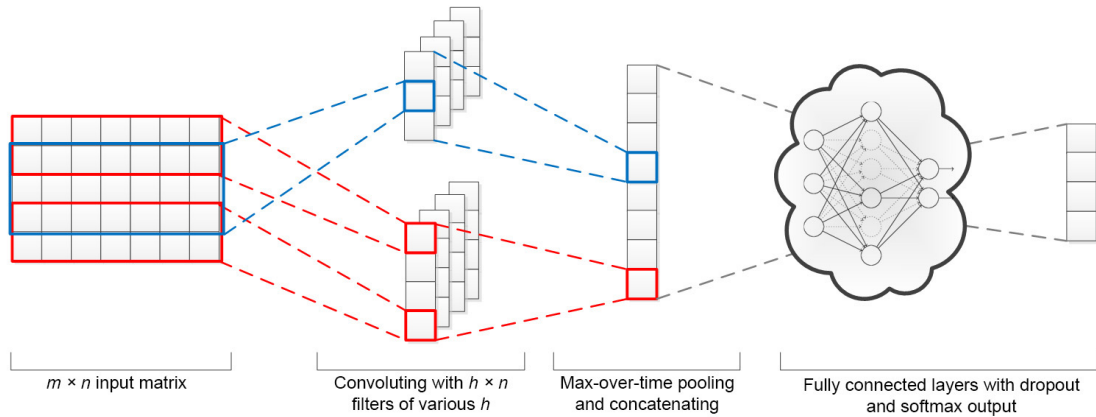 m × n input matrix
Convoluting with h × n
filters of various h
Max-over-time pooling
and concatenating
Fully connected layers with dropout
and softmax output